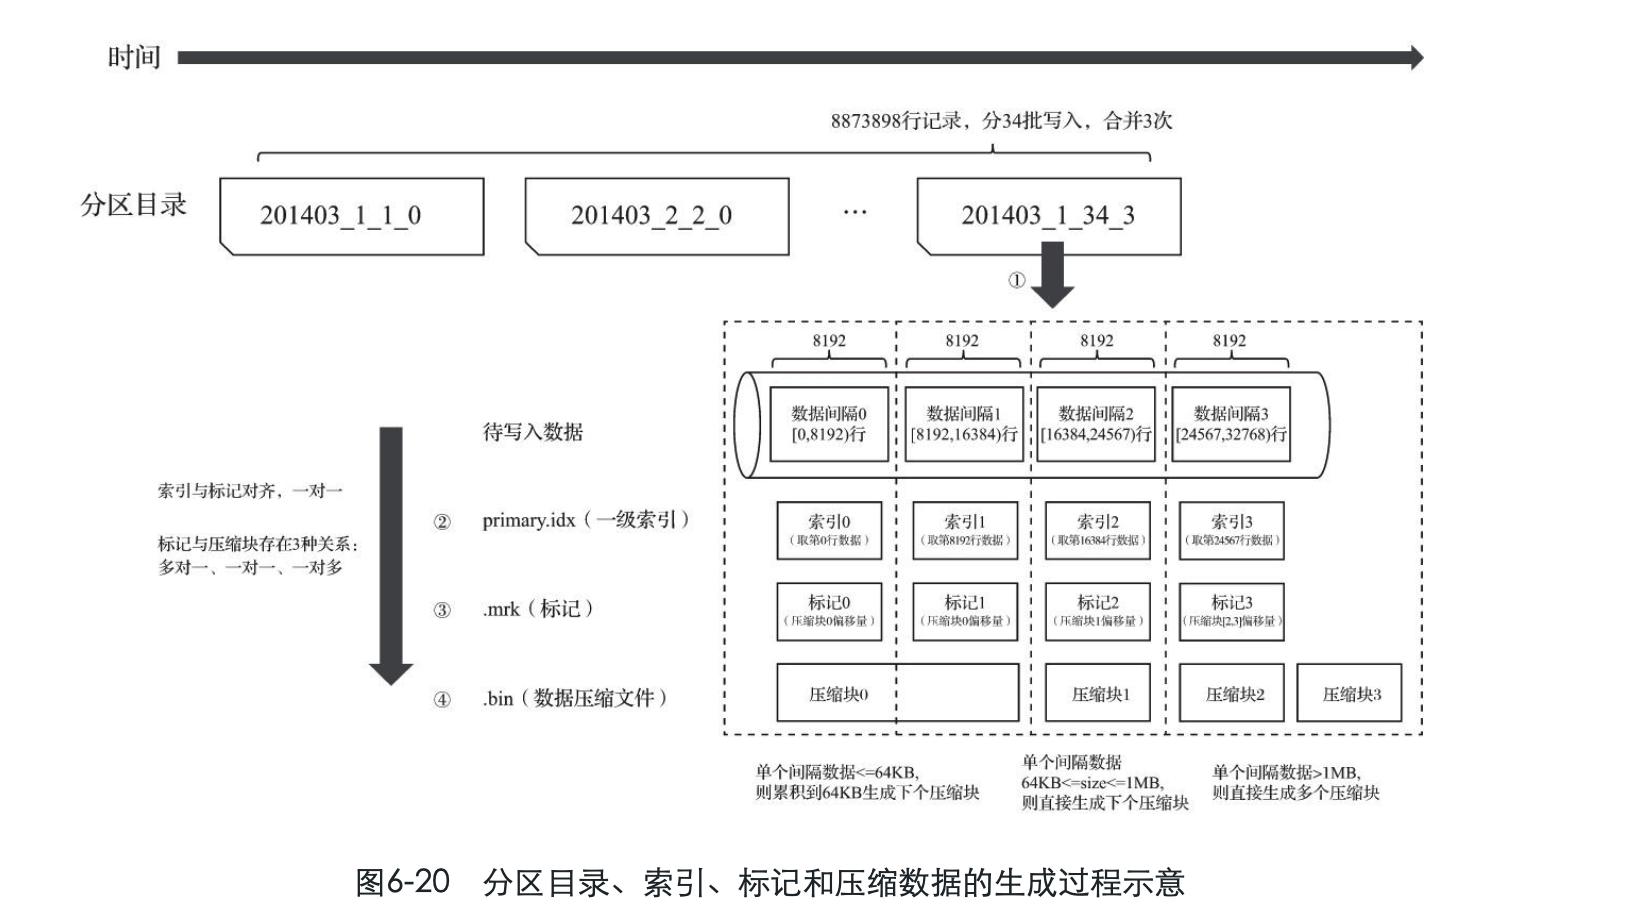 时间
8873898行记录，分34批写入，合并3次
分区目录
201403_1_1_0
201403_2_2_0
…
201403_1_34_3
①
8192
8192
8192
8192
待写入数据
数据间隔0
[0,8192)行
数据间隔1
[8192,16384)行
数据间隔2
[16384,24567)行
数据间隔3
[24567,32768)行
索引与标记对齐，一对一
标记与压缩块存在3种关系：
多对一、一对一、一对多
②
primary.idx（一级索引）
索引0
（取第0行数据）
索引1
（取第8192行数据）
索引2
（取第16384行数据）
索引3
（取第24567行数据）
③
.mrk（标记）
标记0
（压缩块0偏移量）
标记1
（压缩块0偏移量）
标记2
（压缩块1偏移量）
标记3
（压缩块[2,3]偏移量）
④
.bin（数据压缩文件）
压缩块0
压缩块1
压缩块2
压缩块3
单个间隔数据<=64KB,
则累积到64KB生成下个压缩块
单个间隔数据
64KB<=size<=1MB,
则直接生成下个压缩块
单个间隔数据>1MB,
则直接生成多个压缩块
图6-20 分区目录、索引、标记和压缩数据的生成过程示意